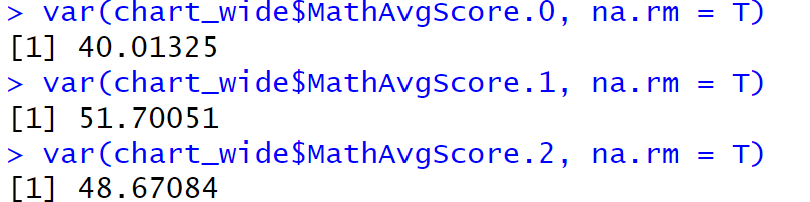 > var(chart_wide$MathAvgScore.0, na.rm = T)
[1] 40.01325
> var(chart_wide$MathAvgScore.1, na.rm = T)
[1] 51.70051
> var(chart_wide$MathAvgScore.2, na.rm = T)
[1] 48.67084